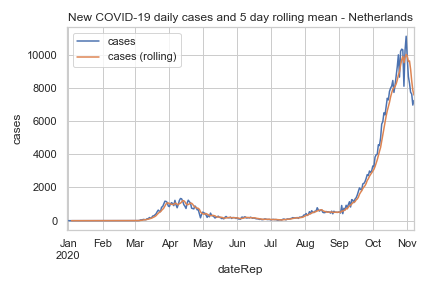 New COVID-19 daily cases and 5 day rolling mean - Netherlands
cases
cases (rolling)
10000
8000
6000
4000
2000
0
cases
Jan Feb Mar Apr May Jun Jul Aug Sep Oct Nov
2020
dateRep